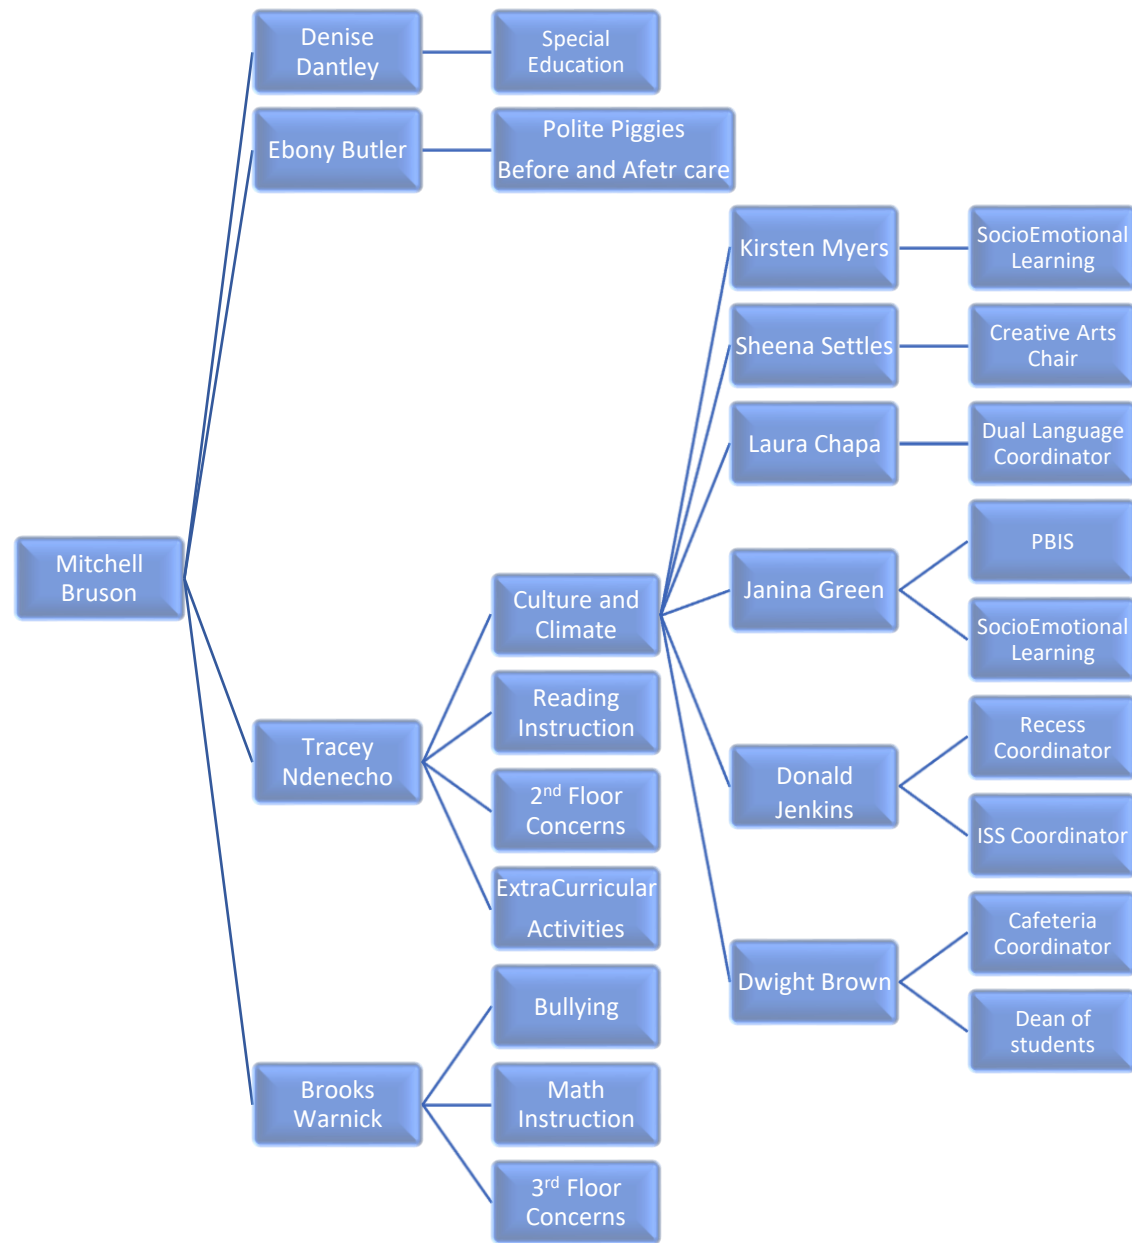 Denise
Dantley
Special
Education
Ebony Butler
Polite Piggies
Before and Afetr care
Kirsten Myers
SocioEmotional
Learning
Sheena Settles
Creative Arts
Chair
Laura Chapa
Dual Language
Coordinator
Mitchell
Bruson
Culture and
Climate
Janina Green
PBIS
SocioEmotional
Learning
Tracey
Ndenecho
Reading
Instruction
2nd Floor
Concerns
ExtraCurricular
Activities
Donald
Jenkins
Recess
Coordinator
ISS Coordinator
Dwight Brown
Cafeteria
Coordinator
Dean of
students
Brooks
Warnick
Bullying
Math
Instruction
3rd Floor
Concerns